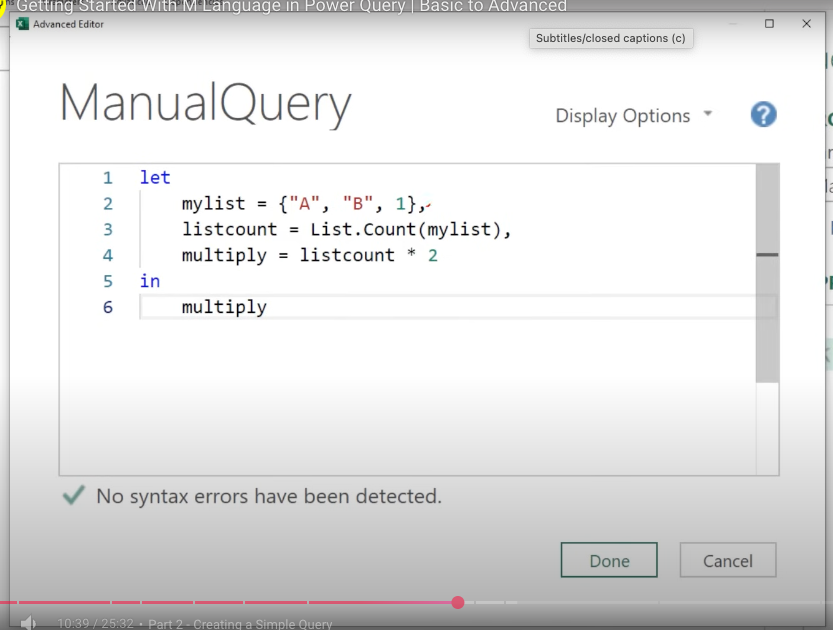 Getting Started With M Language in Power Query | Basic to Advanced
Advanced Editor
Subtitles/closed captions (c)
ManualQuery
Display Options
?
1 let
2 mylist = {"A", "B", 1},
3 listcount = List.Count(mylist),
4 multiply = listcount * 2
5 in
6 multiply
No syntax errors have been detected.
Done
Cancel
10:39 / 25:32 • Part 2 - Creating a Simple Query